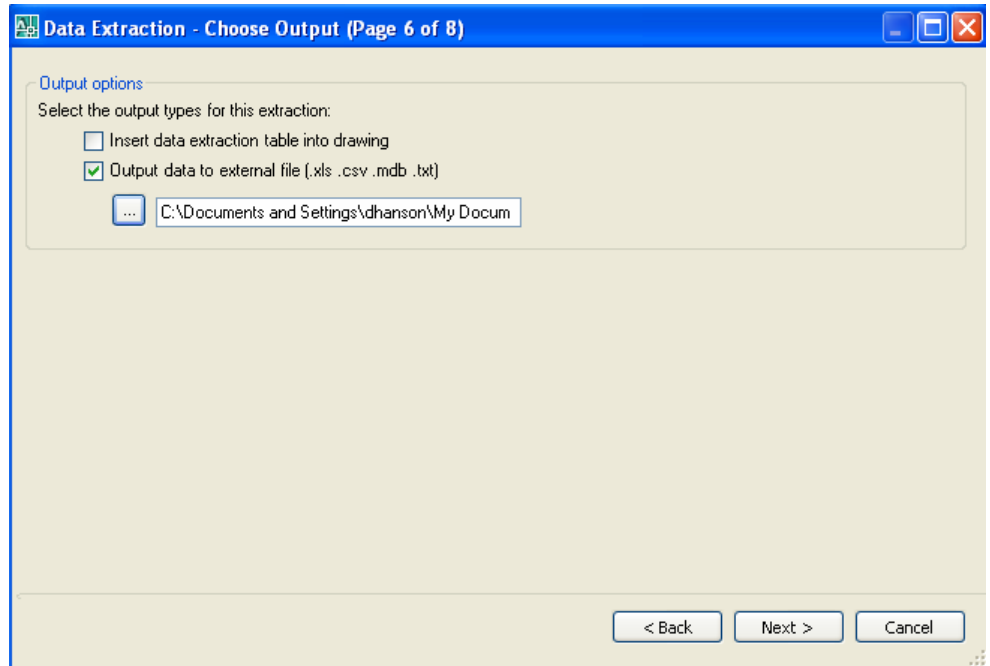 Data Extraction - Choose Output (Page 6 of 8)
Output options
Select the output types for this extraction:
Insert data extraction table into drawing
Output data to external file (.xls .csv .mdb .txt)
... C:\Documents and Settings\dhanson\My Docum
< Back Next > Cancel